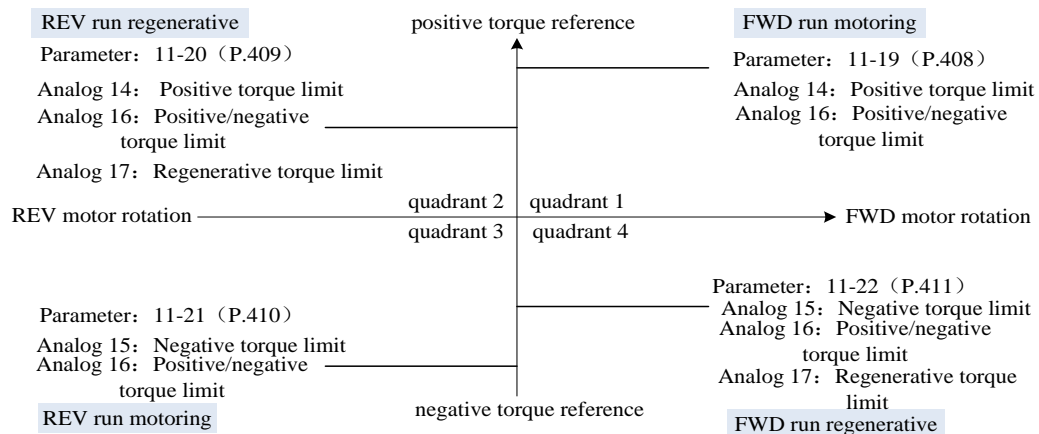 REV run regenerative
positive torque reference
FWD run motoring
Parameter: 11-20（P.409）
Analog 14: Positive torque limit
Analog 16: Positive/negative
torque limit
Analog 17: Regenerative torque limit
Parameter: 11-19（P.408）
Analog 14: Positive torque limit
Analog 16: Positive/negative
torque limit
quadrant 2
quadrant 1
REV motor rotation
FWD motor rotation
quadrant 3
quadrant 4
Parameter: 11-21（P.410）
Analog 15: Negative torque limit
Analog 16: Positive/negative
torque limit
REV run motoring
negative torque reference
Parameter: 11-22（P.411）
Analog 15: Negative torque limit
Analog 16: Positive/negative
torque limit
Analog 17: Regenerative torque
limit
FWD run regenerative